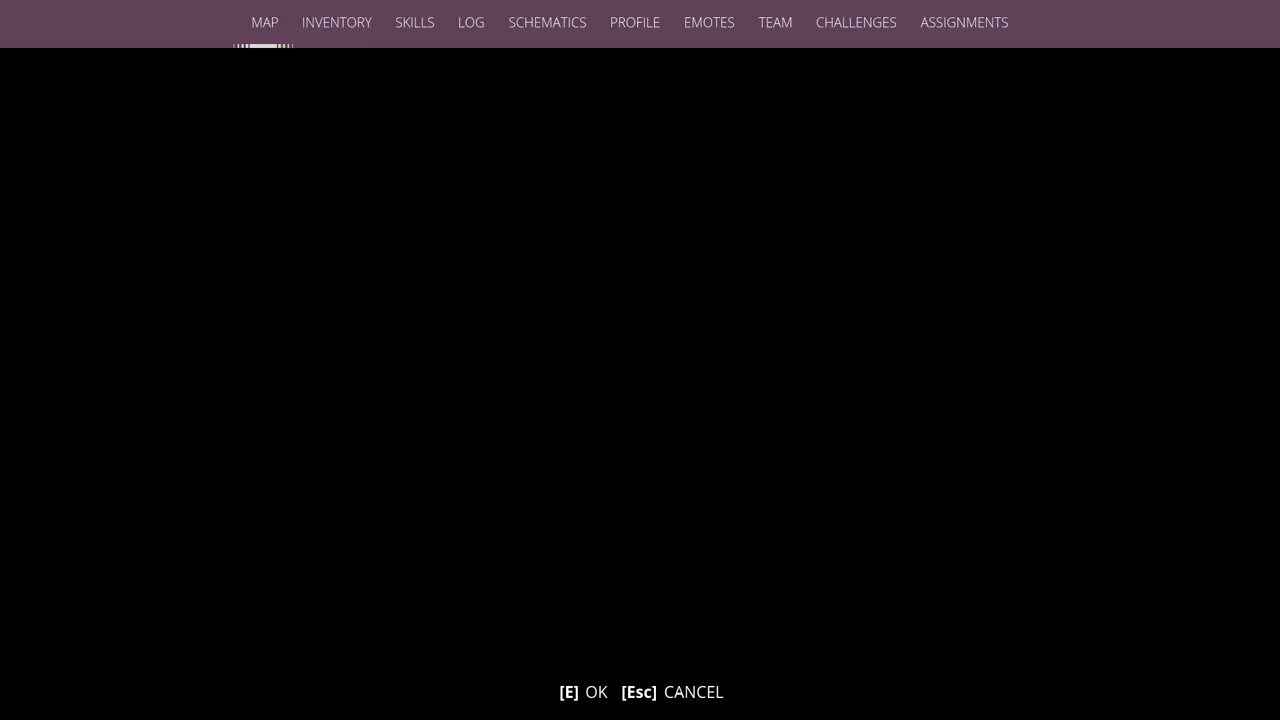 MAP INVENTORY SKILLS LOG SCHEMATICS PROFILE EMOTES TEAM CHALLENGES ASSIGNMENTS
[E] OK [Esc] CANCEL